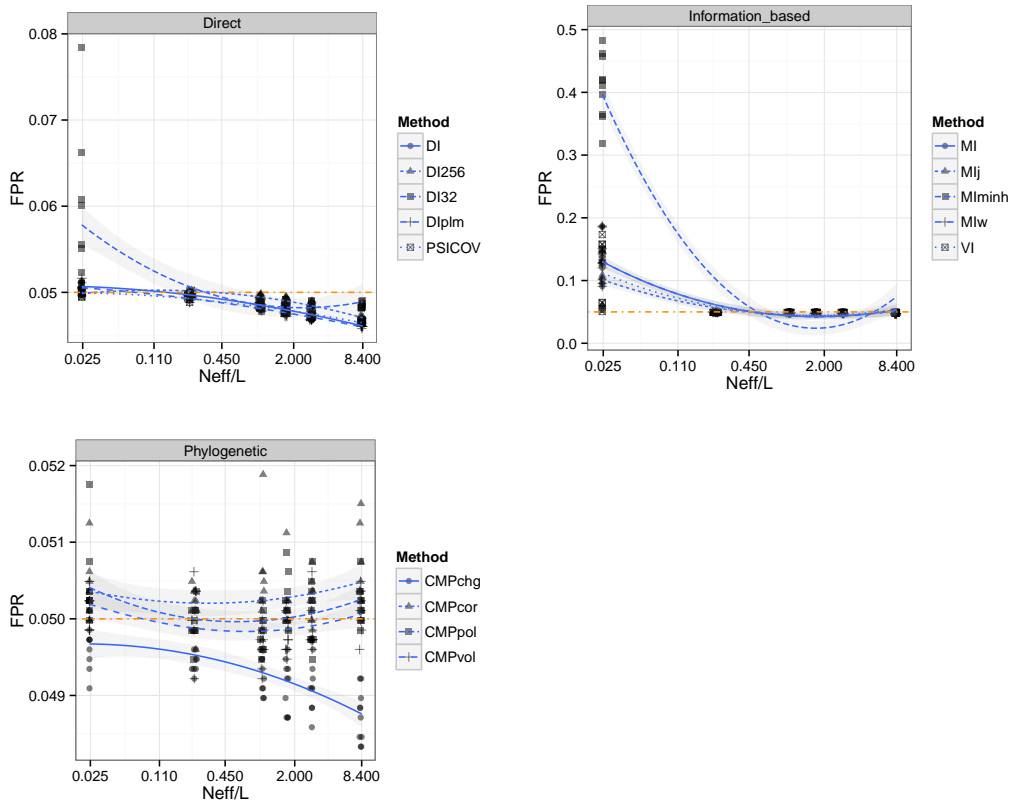 Direct
0.08
0.07
0.06
0.05
FPR
0.025
0.110
0.450
2.000
8.400
Neff/L
Method
DI
DI256
DI32
DIplm
PSICOV
Information_based
0.5
0.4
0.3
0.2
0.1
0.0
FPR
0.025
0.110
0.450
2.000
8.400
Neff/L
Method
MI
MIj
MIminh
MIw
VI
Phylogenetic
0.052
0.051
0.050
0.049
FPR
0.025
0.110
0.450
2.000
8.400
Neff/L
Method
CMPchg
CMPcor
CMPpol
CMPvol